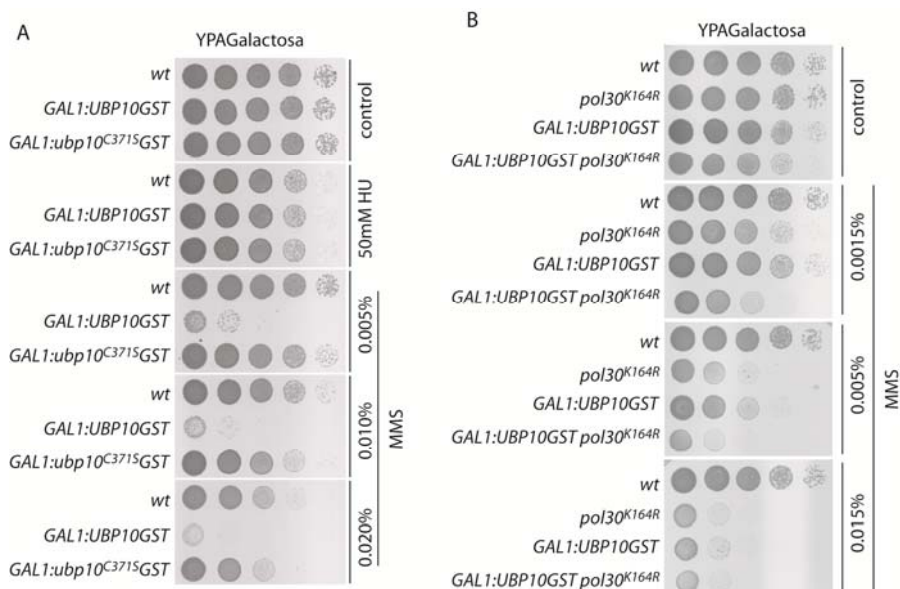 A
YPAGalactosa
wt
GAL1:UBP10GST
GAL1:ubp10C371SGST
control
wt
GAL1:UBP10GST
GAL1:ubp10C371SGST
50mM HU
wt
GAL1:UBP10GST
GAL1:ubp10C371SGST
0.005%
wt
GAL1:UBP10GST
GAL1:ubp10C371SGST
0.010%
MMS
wt
GAL1:UBP10GST
GAL1:ubp10C371SGST
0.020%
B
YPAGalactosa
wt
pol30K164R
GAL1:UBP10GST
GAL1:UBP10GST pol30K164R
control
wt
pol30K164R
GAL1:UBP10GST
GAL1:UBP10GST pol30K164R
0.0015%
wt
pol30K164R
GAL1:UBP10GST
GAL1:UBP10GST pol30K164R
0.005%
MMS
wt
pol30K164R
GAL1:UBP10GST
GAL1:UBP10GST pol30K164R
0.015%